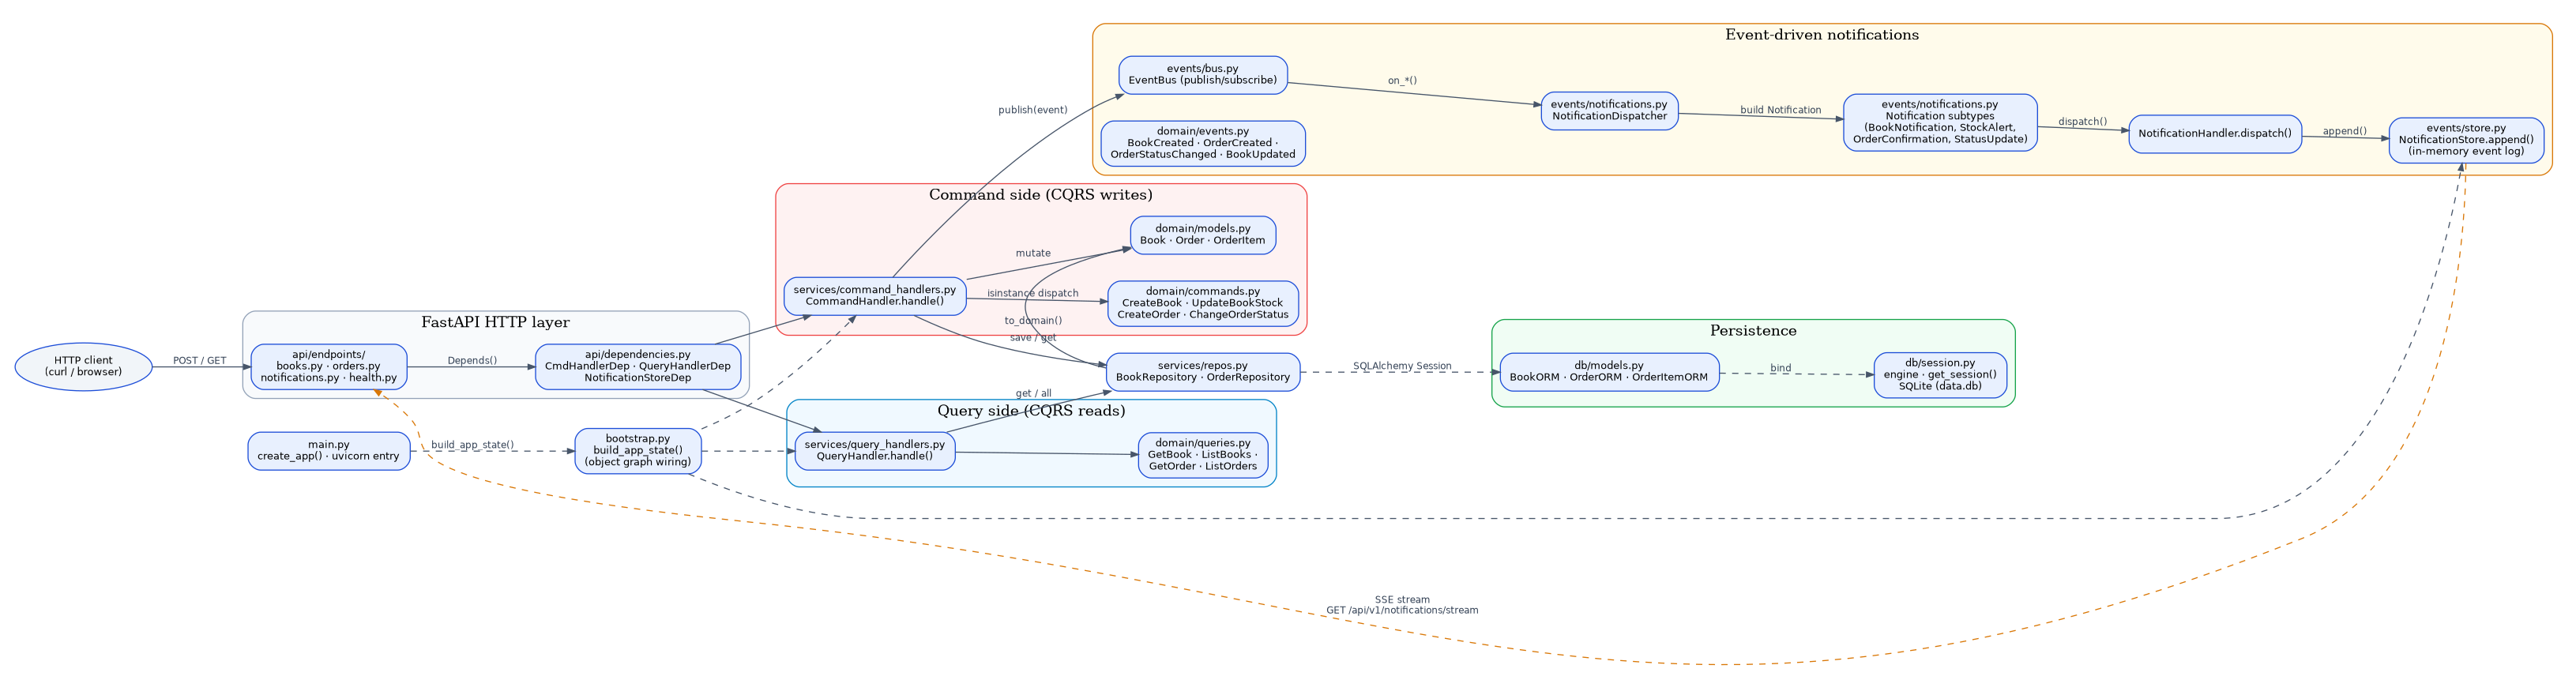 Event-driven notifications
events/bus.py
EventBus (publish/subscribe)
on_*()
events/notifications.py
NotificationDispatcher
build Notification
events/notifications.py
Notification subtypes
(BookNotification, StockAlert,
OrderConfirmation, StatusUpdate)
dispatch()
NotificationHandler.dispatch()
append()
events/store.py
NotificationStore.append()
(in-memory event log)
domain/events.py
BookCreated · OrderCreated ·
OrderStatusChanged · BookUpdated
publish(event)
Command side (CQRS writes)
domain/models.py
Book · Order · OrderItem
mutate
services/command_handlers.py
CommandHandler.handle()
isinstance dispatch
domain/commands.py
CreateBook · UpdateBookStock
CreateOrder · ChangeOrderStatus
to_domain()
save / get
FastAPI HTTP layer
HTTP client
(curl / browser)
POST / GET
api/endpoints/
books.py · orders.py
notifications.py · health.py
Depends()
api/dependencies.py
CmdHandlerDep · QueryHandlerDep
NotificationStoreDep
services/repos.py
BookRepository · OrderRepository
SQLAlchemy Session
Persistence
db/models.py
BookORM · OrderORM · OrderItemORM
bind
db/session.py
engine · get_session()
SQLite (data.db)
get / all
Query side (CQRS reads)
main.py
create_app() · uvicorn entry
build_app_state()
bootstrap.py
build_app_state()
(object graph wiring)
services/query_handlers.py
QueryHandler.handle()
domain/queries.py
GetBook · ListBooks ·
GetOrder · ListOrders
SSE stream
GET /api/v1/notifications/stream